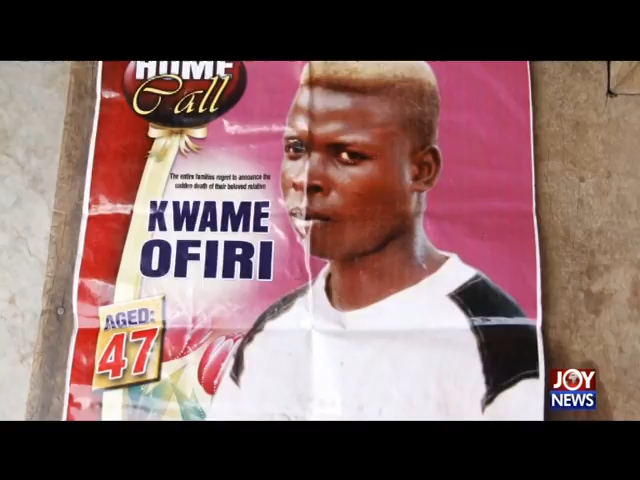 HOME
Call
The entire families regret to announce the
sudden death of their beloved relative
KWAME
OFIRI
AGED:
47
JOY
NEWS